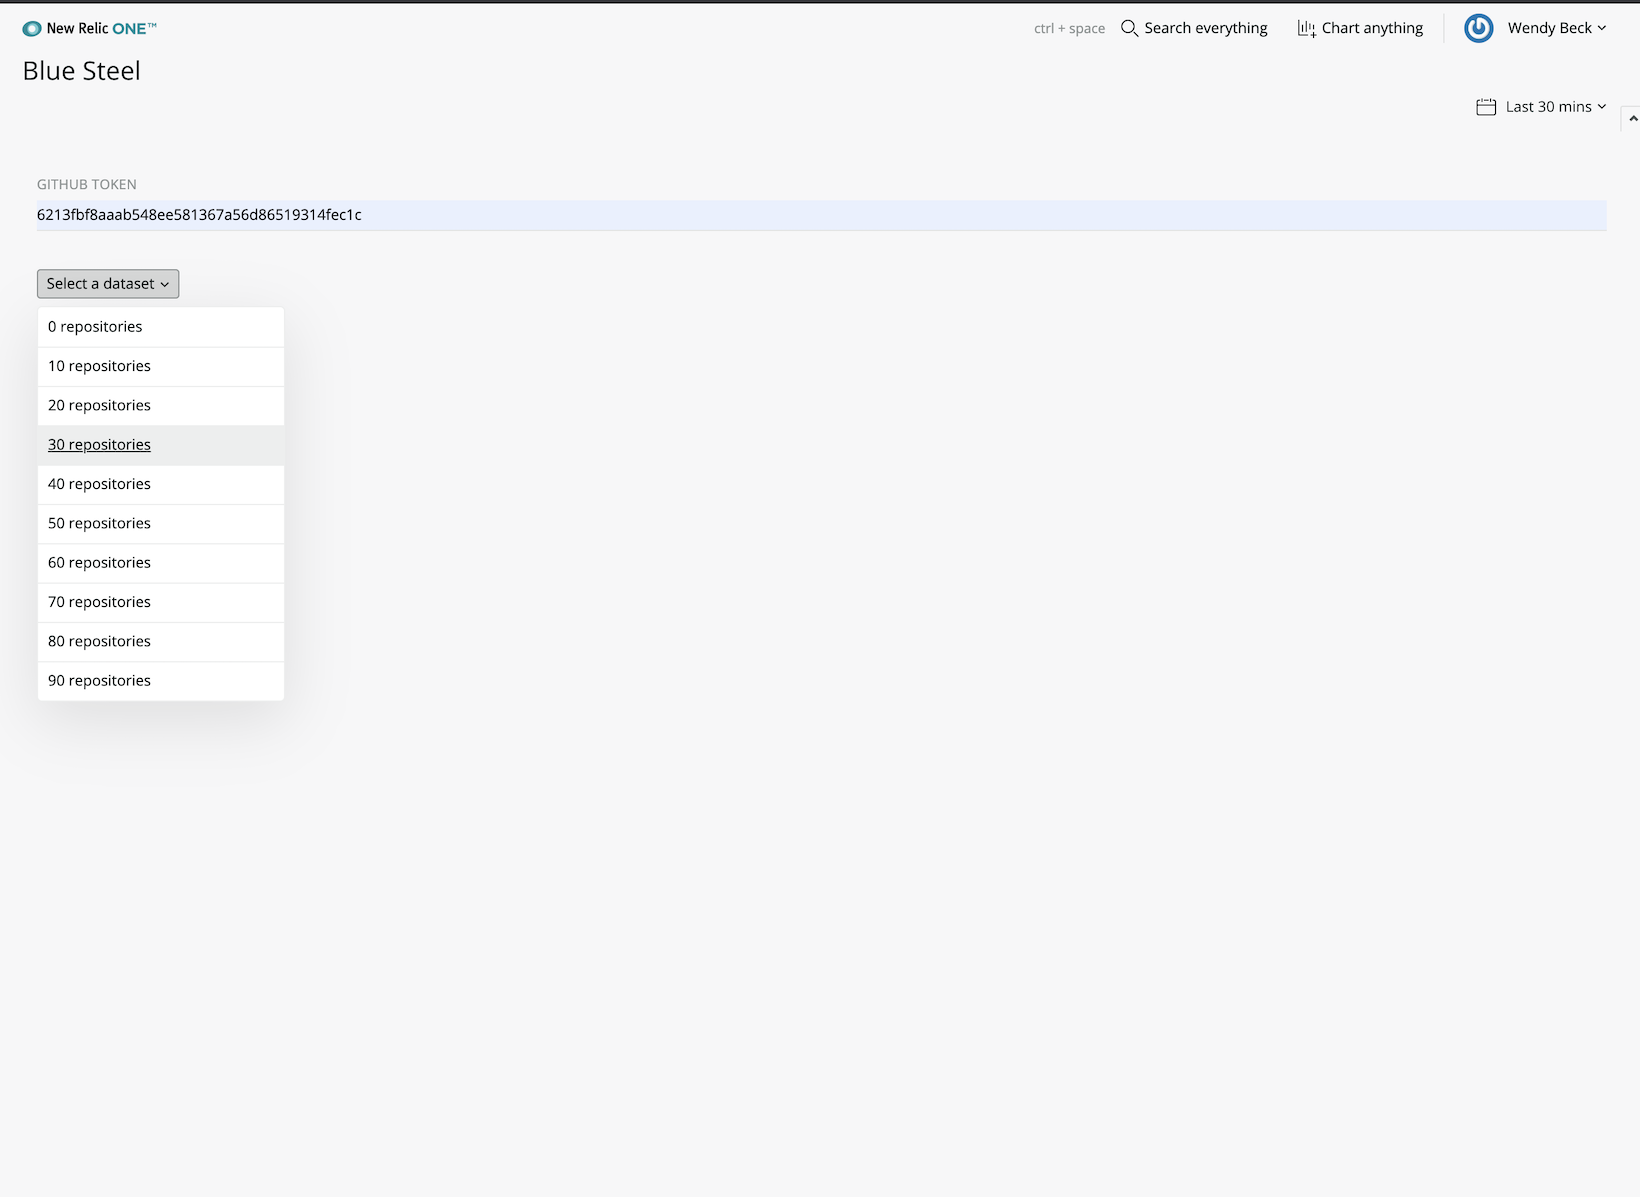 New Relic ONE™
ctrl + space Search everything Chart anything Wendy Beck
Blue Steel
Last 30 mins
GITHUB TOKEN
6213fbf8aaab548ee581367a56d86519314fec1c
Select a dataset
0 repositories
10 repositories
20 repositories
30 repositories
40 repositories
50 repositories
60 repositories
70 repositories
80 repositories
90 repositories